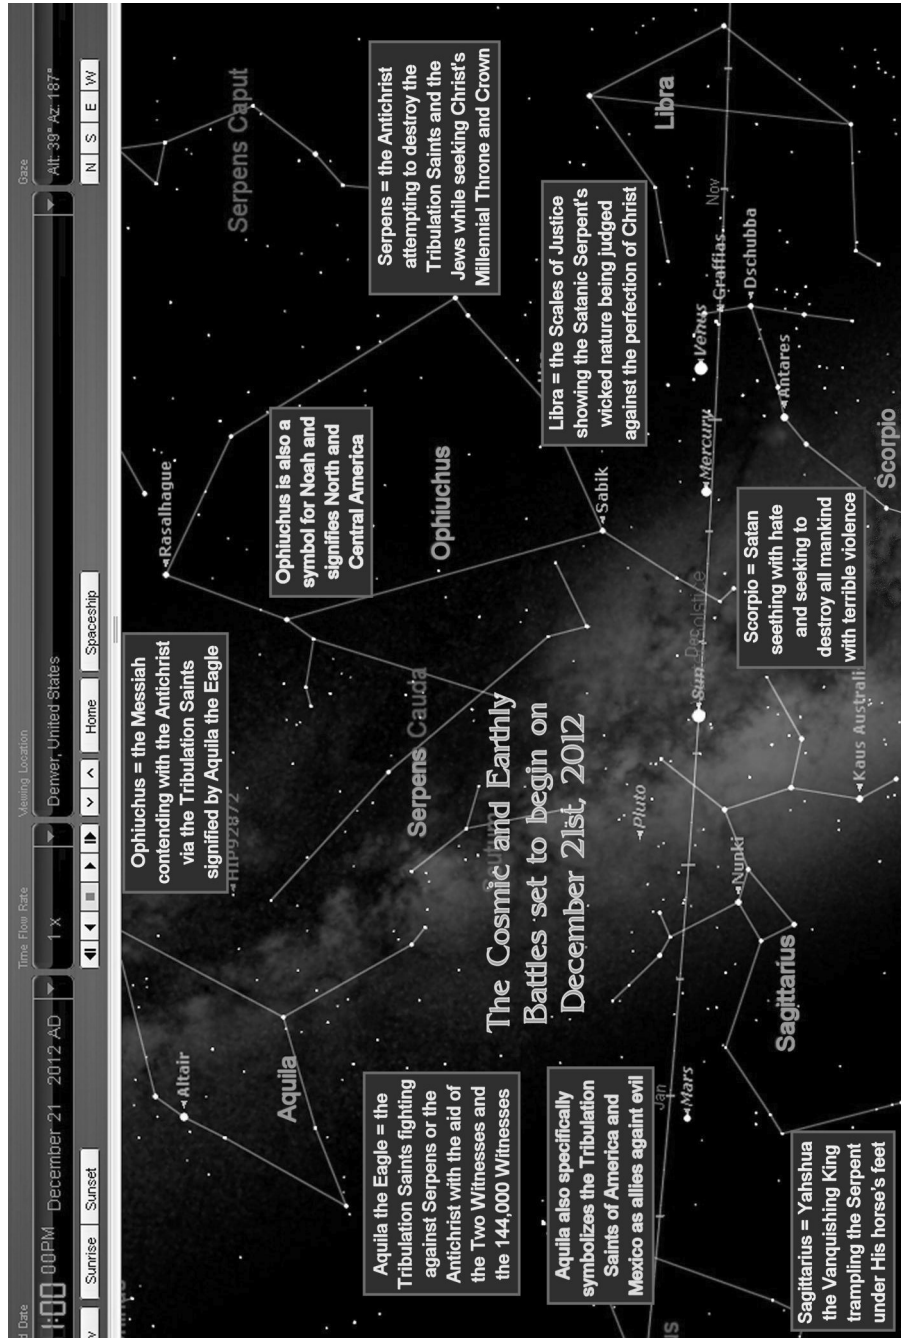 December 21 2012 AD
1 x
Denver, United States
Alt: 39° Az: 187°
Time Flow Rate
Viewing Location
Gaze
Sunrise
Sunset
Home
Spaceship
N
S
E
W
Ophiuchus = the Messiah
contending with the Antichrist
via the Tribulation Saints
signified by Aquila the Eagle
HIP92872
Rasalhague
Serpens Caput
Altair
Aquila
Ophiuchus is also a
symbol for Noah and
signifies North and
Central America
Serpens = the Antichrist
attempting to destroy the
Tribulation Saints and the
Jews while seeking Christ's
Millennial Throne and Crown
Serpens Cauda
Ophiuchus
Aquila the Eagle = the
Tribulation Saints fighting
against Serpens or the
Antichrist with the aid of
the Two Witnesses and
the 144,000 Witnesses
The Cosmic and Earthly
Battles set to begin on
December 21st, 2012
Libra = the Scales of Justice
showing the Satanic Serpent's
wicked nature being judged
against the perfection of Christ
Sabik
Libra
Aquila also specifically
symbolizes the Tribulation
Saints of America and
Mexico as allies against evil
Pluto
Jan
Mars
Sun
Dec
Solstice
Mercury
Venus
Nov
Graffias
Dschubba
Nunki
Antares
Scorpio = Satan
seething with hate
and seeking to
destroy all mankind
with terrible violence
Sagittarius
Kaus Australi
Scorpio
Sagittarius = Yahshua
the Vanquishing King
trampling the Serpent
under His horse's feet